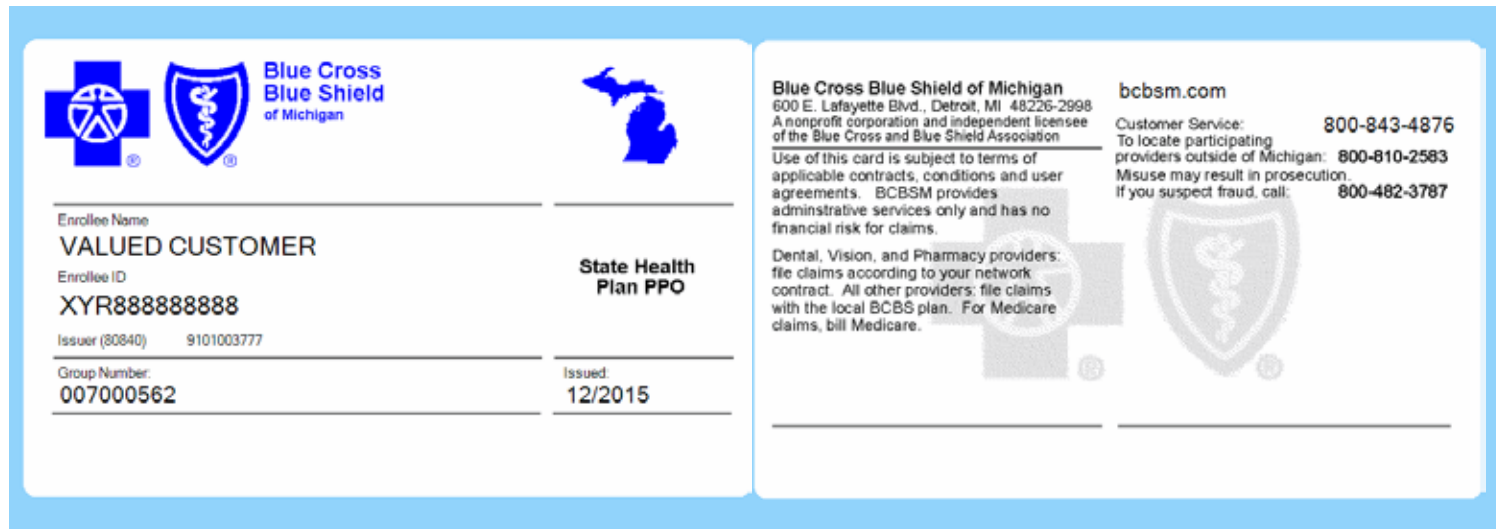 Blue Cross
Blue Shield
of Michigan
®
®
Enrollee Name
VALUED CUSTOMER
Enrollee ID
XYR888888888
Issuer (80840) 9101003777
State Health
Plan PPO
Group Number:
007000562
Issued:
12/2015
Blue Cross Blue Shield of Michigan
600 E. Lafayette Blvd., Detroit, MI 48226-2998
A nonprofit corporation and independent licensee
of the Blue Cross and Blue Shield Association
Use of this card is subject to terms of
applicable contracts, conditions and user
agreements. BCBSM provides
adminstrative services only and has no
financial risk for claims.
Dental, Vision, and Pharmacy providers:
file claims according to your network
contract. All other providers: file claims
with the local BCBS plan. For Medicare
claims, bill Medicare.
bcbsm.com
Customer Service: 800-843-4876
To locate participating
providers outside of Michigan: 800-810-2583
Misuse may result in prosecution.
If you suspect fraud, call: 800-482-3787
®
®